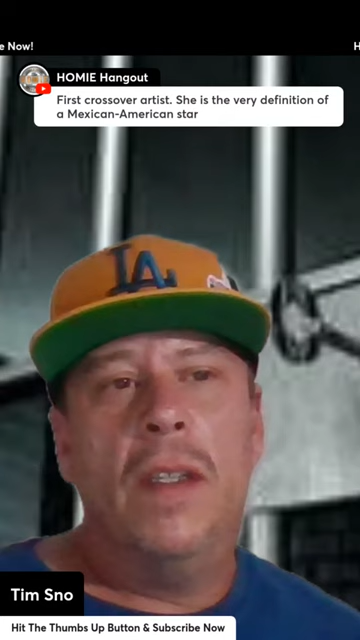 e Now!
H
HOMIE Hangout
First crossover artist. She is the very definition of
a Mexican-American star
LA
Tim Sno
Hit The Thumbs Up Button & Subscribe Now